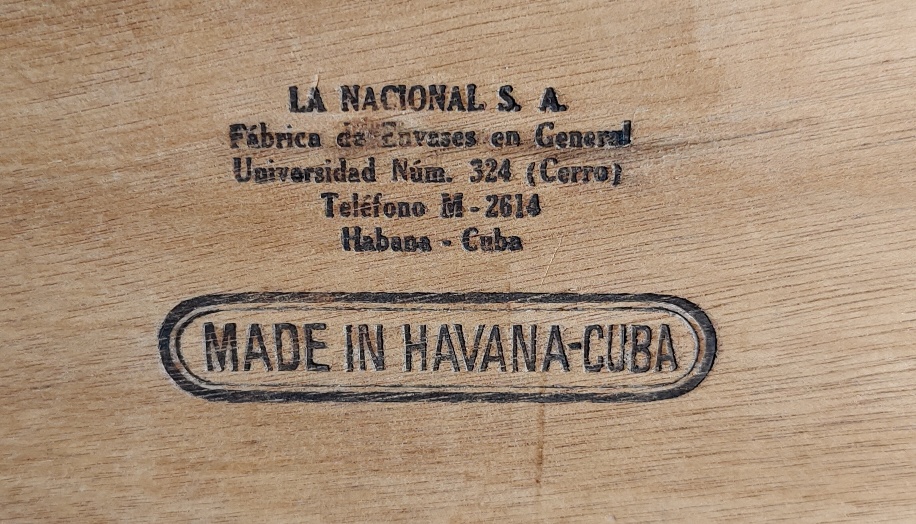 LA NACIONAL S. A.
Fábrica de Envases en General
Universidad Núm. 324 (Cerro)
Teléfono M-2614
Habana - Cuba
MADE IN HAVANA-CUBA